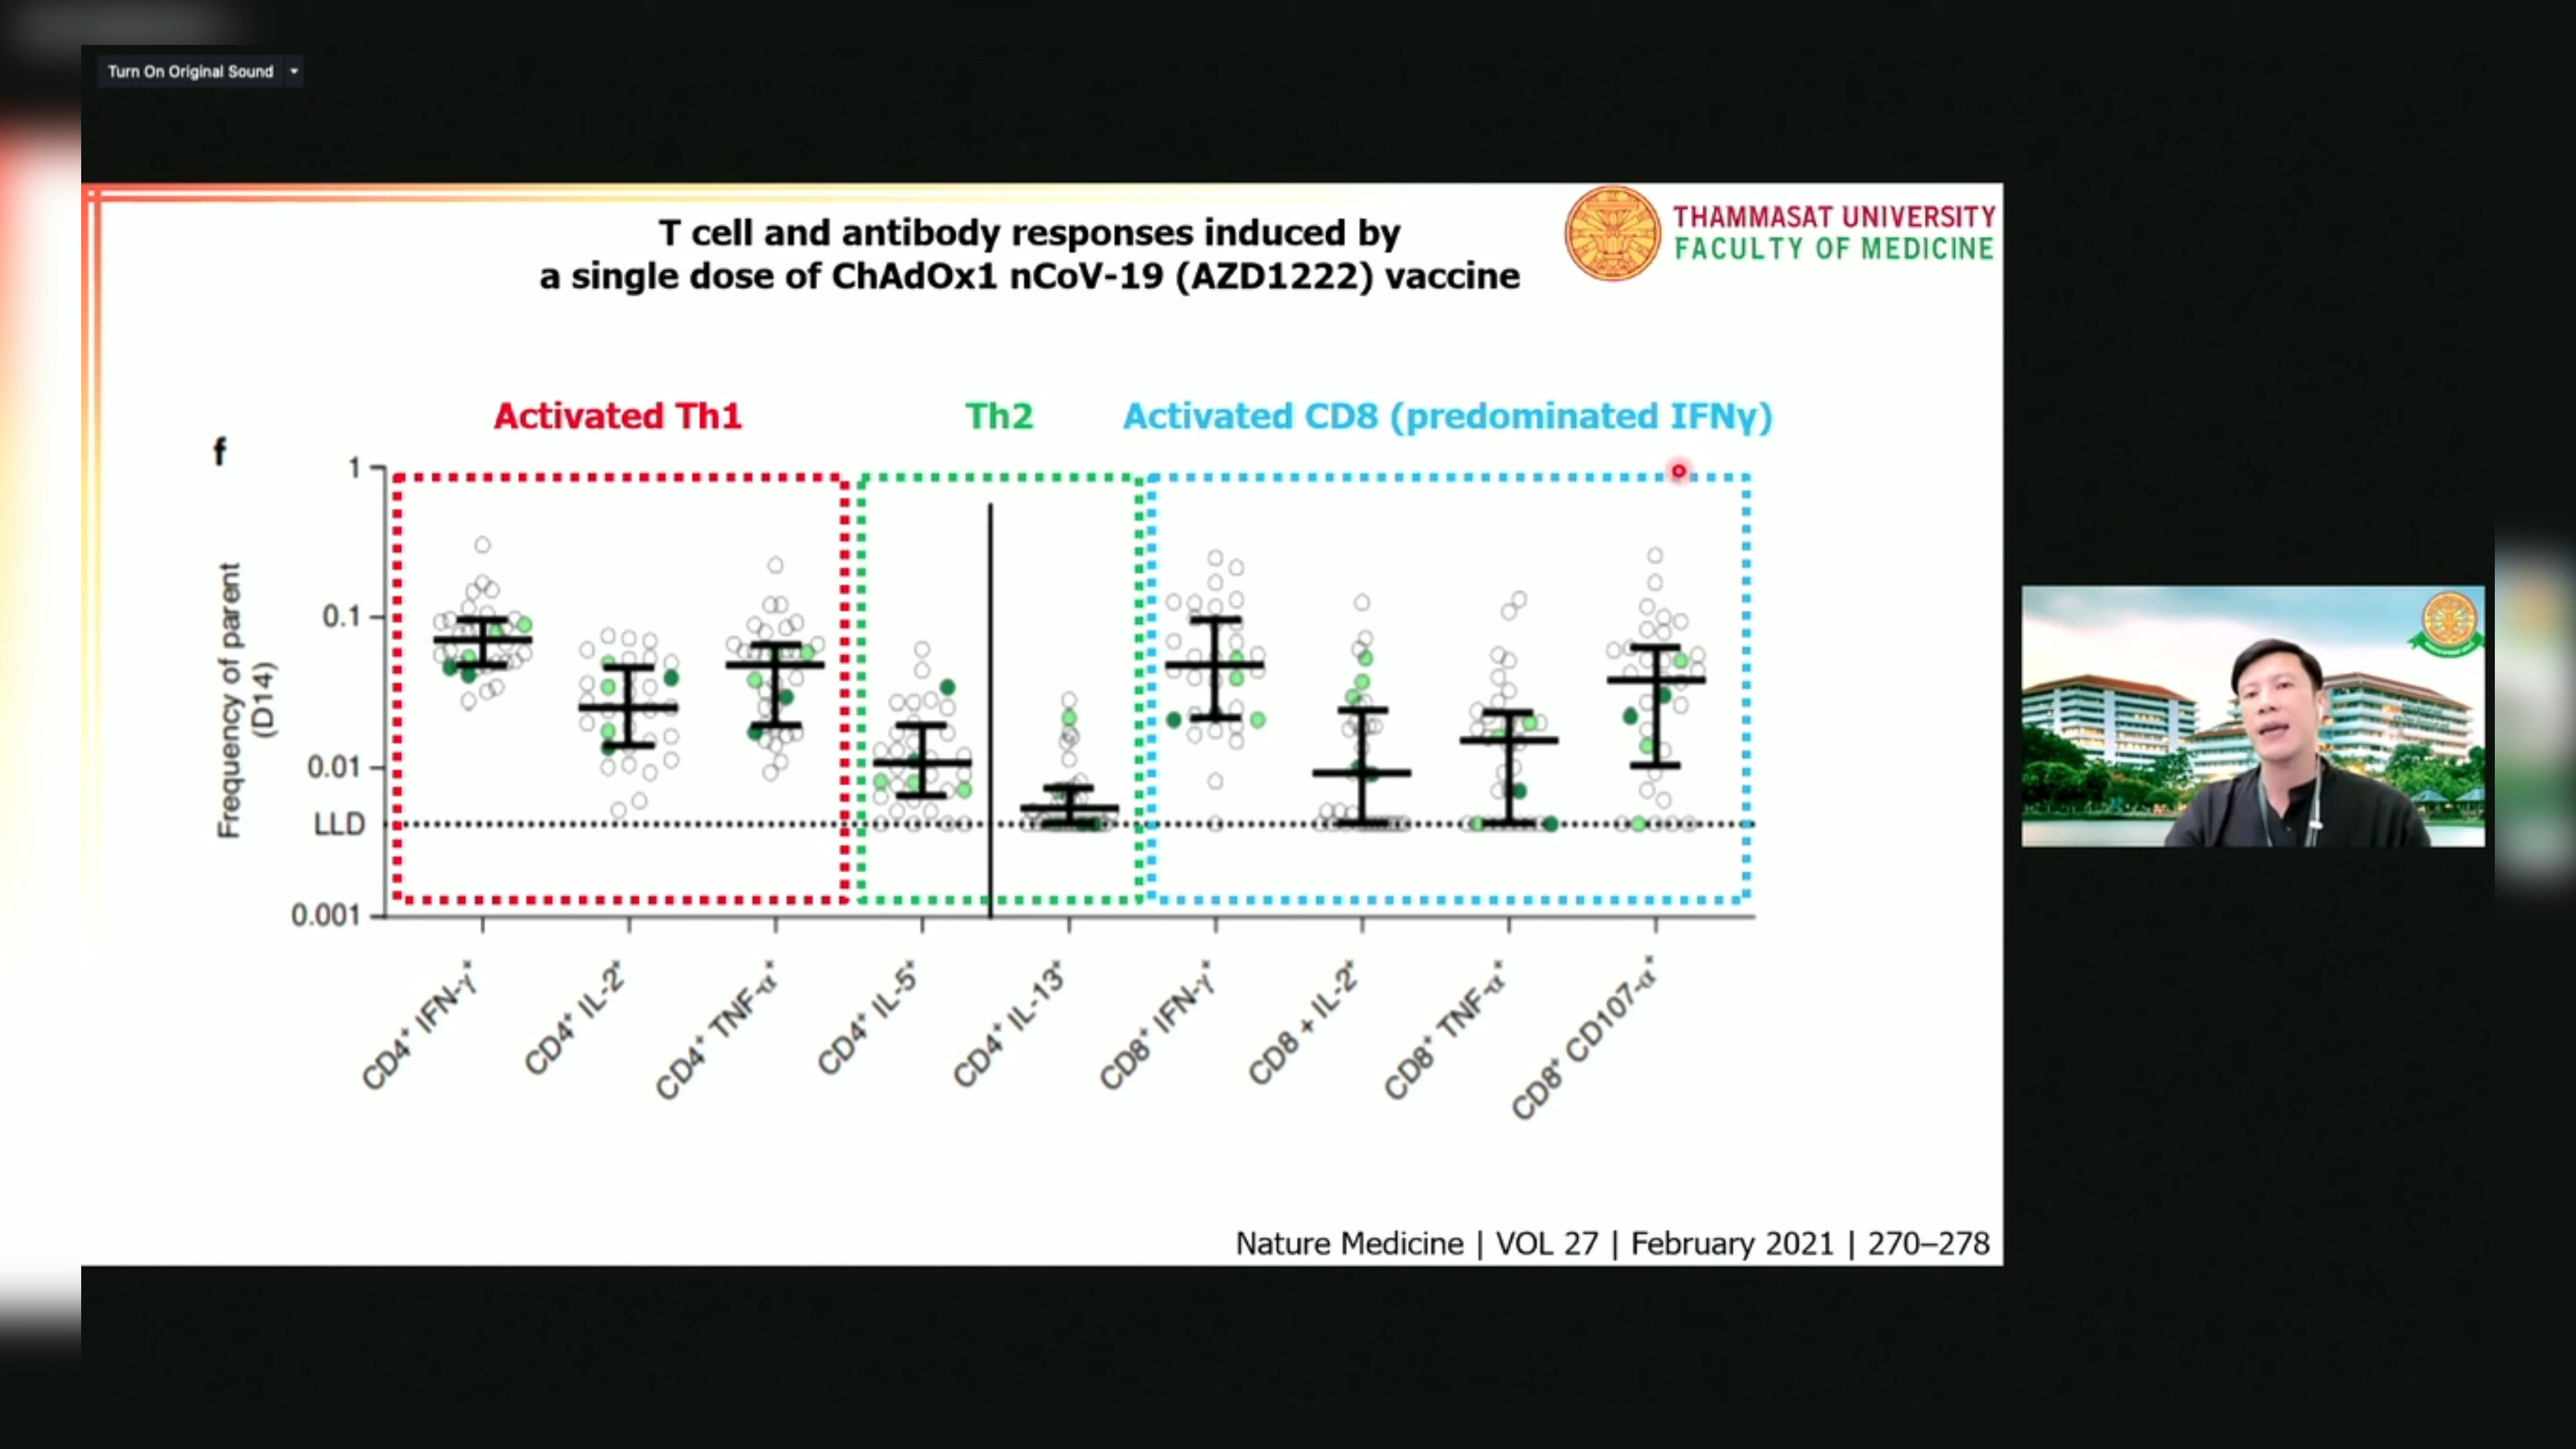 Turn On Original Sound
T cell and antibody responses induced by
a single dose of ChAdOx1 nCoV-19 (AZD1222) vaccine
THAMMASAT UNIVERSITY
FACULTY OF MEDICINE
Activated Th1
Th2
Activated CD8 (predominated IFNγ)
f
Frequency of parent
(D14)
1
0.1
0.01
LLD
0.001
CD4⁺ IFN-γ⁺
CD4⁺ IL-2⁺
CD4⁺ TNF-α⁺
CD4⁺ IL-5⁺
CD4⁺ IL-13⁺
CD8⁺ IFN-γ⁺
CD8 + IL-2⁺
CD8⁺ TNF-α⁺
CD8⁺ CD107-α⁺
Nature Medicine | VOL 27 | February 2021 | 270–278